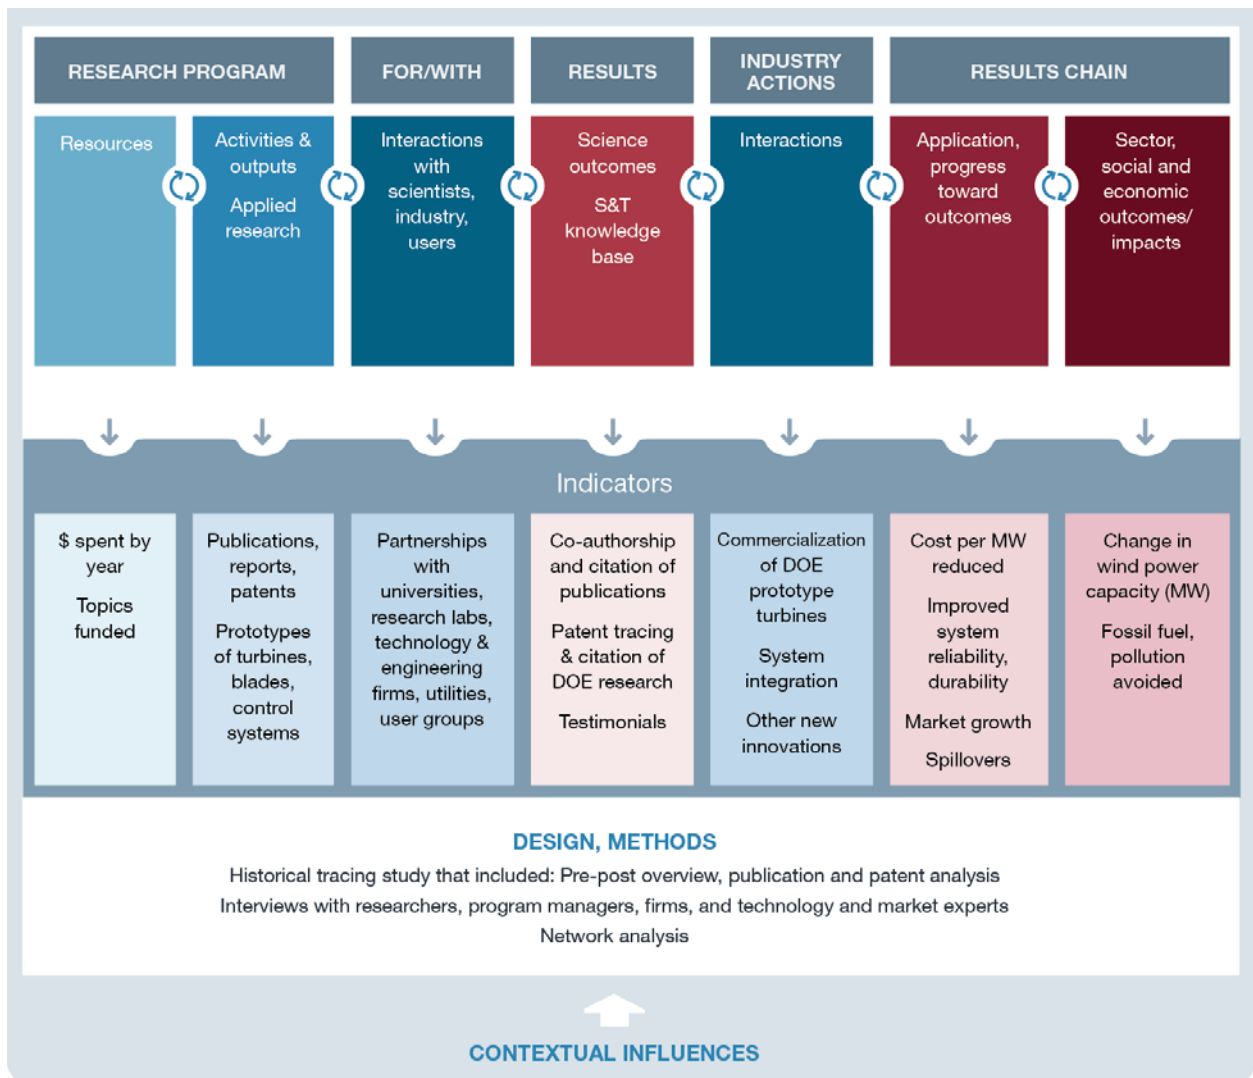 RESEARCH PROGRAM
FOR/WITH
RESULTS
INDUSTRY
ACTIONS
RESULTS CHAIN
Resources
Activities &
outputs
Applied
research
Interactions
with
scientists,
industry,
users
Science
outcomes
S&T
knowledge
base
Interactions
Application,
progress
toward
outcomes
Sector,
social and
economic
outcomes/
impacts
Indicators
$ spent by
year
Topics
funded
Publications,
reports,
patents
Prototypes
of turbines,
blades,
control
systems
Partnerships
with
universities,
research labs,
technology &
engineering
firms, utilities,
user groups
Co-authorship
and citation of
publications
Patent tracing
& citation of
DOE research
Testimonials
Commercialization
of DOE
prototype
turbines
System
integration
Other new
innovations
Cost per MW
reduced
Improved
system
reliability,
durability
Market growth
Spillovers
Change in
wind power
capacity (MW)
Fossil fuel,
pollution
avoided
DESIGN, METHODS
Historical tracing study that included: Pre-post overview, publication and patent analysis
Interviews with researchers, program managers, firms, and technology and market experts
Network analysis
CONTEXTUAL INFLUENCES